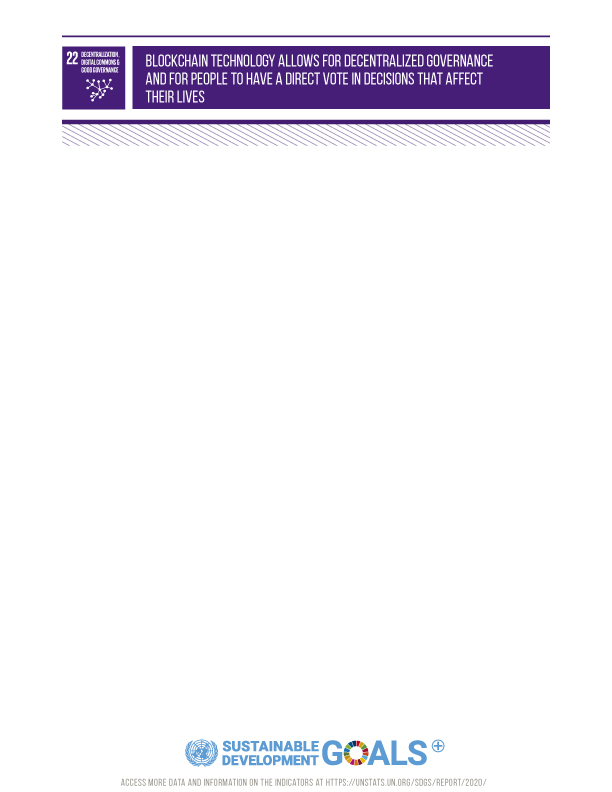 22
DECENTRALIZATION,
DIGITAL COMMONS &
GOOD GOVERNANCE
BLOCKCHAIN TECHNOLOGY ALLOWS FOR DECENTRALIZED GOVERNANCE
AND FOR PEOPLE TO HAVE A DIRECT VOTE IN DECISIONS THAT AFFECT
THEIR LIVES
SUSTAINABLE
DEVELOPMENT
GOALS
ACCESS MORE DATA AND INFORMATION ON THE INDICATORS AT HTTPS://UNSTATS.UN.ORG/SDGS/REPORT/2020/